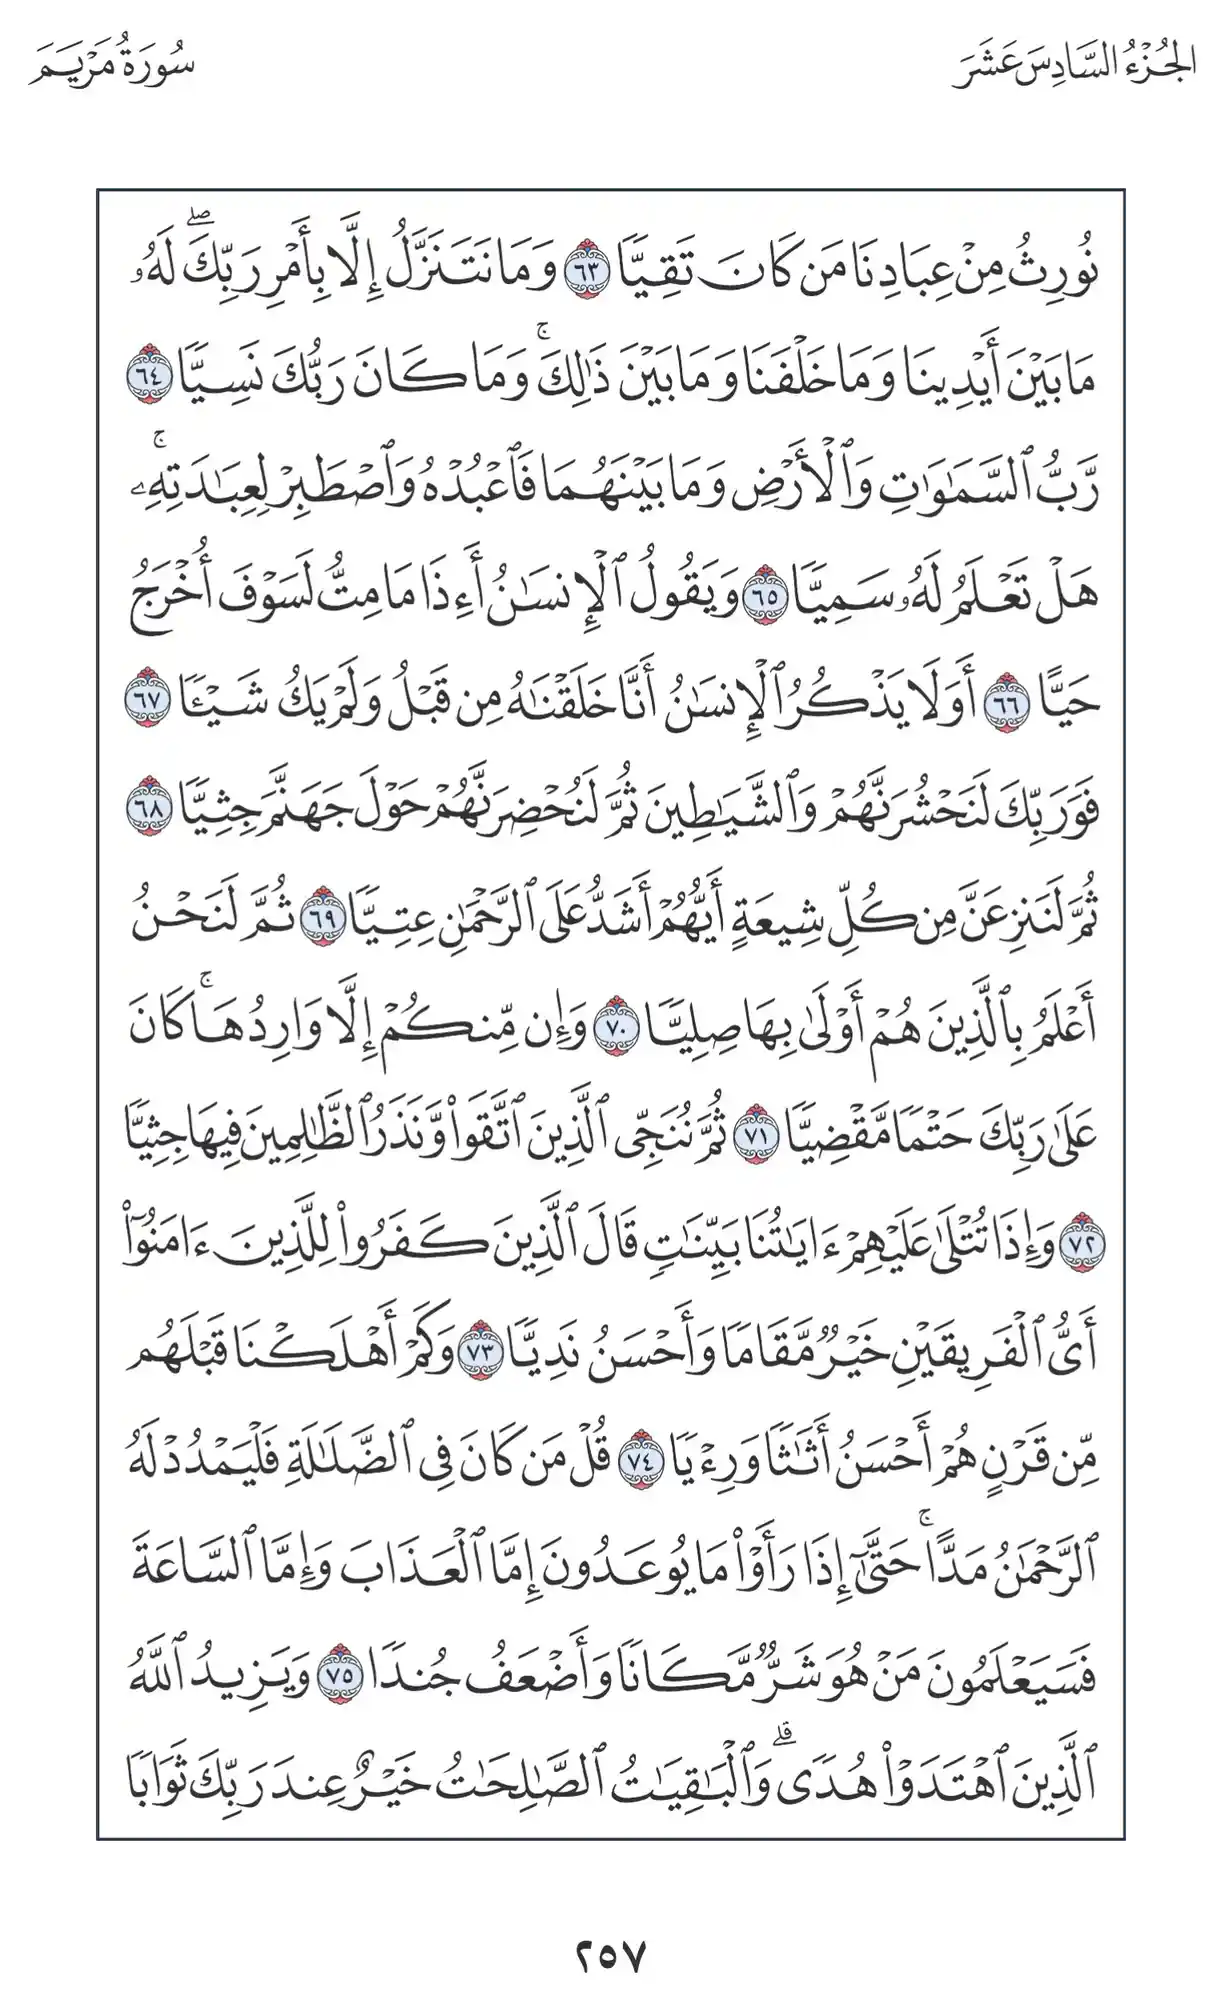 الجُزْءُ السَّادِسَ عَشَرَ
سُورَةُ مَرْيَمَ
نُورِثُ مِنْ عِبَادِنَا مَن كَانَ تَقِيًّا ٦٣ وَمَا نَتَنَزَّلُ إِلَّا بِأَمْرِ رَبِّكَۖ لَهُۥ
مَا بَيْنَ أَيْدِينَا وَمَا خَلْفَنَا وَمَا بَيْنَ ذَٰلِكَۚ وَمَا كَانَ رَبُّكَ نَسِيًّا ٦٤
رَّبُّ ٱلسَّمَٰوَٰتِ وَٱلْأَرْضِ وَمَا بَيْنَهُمَا فَٱعْبُدْهُ وَٱصْطَبِرْ لِعِبَٰدَتِهِۦۚ
هَلْ تَعْلَمُ لَهُۥ سَمِيًّا ٦٥ وَيَقُولُ ٱلْإِنسَٰنُ أَءِذَا مَا مِتُّ لَسَوْفَ أُخْرَجُ
حَيًّا ٦٦ أَوَلَا يَذْكُرُ ٱلْإِنسَٰنُ أَنَّا خَلَقْنَٰهُ مِن قَبْلُ وَلَمْ يَكُ شَيْـًٔا ٦٧
فَوَرَبِّكَ لَنَحْشُرَنَّهُمْ وَٱلشَّيَٰطِينَ ثُمَّ لَنُحْضِرَنَّهُمْ حَوْلَ جَهَنَّمَ جِثِيًّا ٦٨
ثُمَّ لَنَنزِعَنَّ مِن كُلِّ شِيعَةٍ أَيُّهُمْ أَشَدُّ عَلَى ٱلرَّحْمَٰنِ عِتِيًّا ٦٩ ثُمَّ لَنَحْنُ
أَعْلَمُ بِٱلَّذِينَ هُمْ أَوْلَىٰ بِهَا صِلِيًّا ٧٠ وَإِن مِّنكُمْ إِلَّا وَارِدُهَاۚ كَانَ
عَلَىٰ رَبِّكَ حَتْمًا مَّقْضِيًّا ٧١ ثُمَّ نُنَجِّي ٱلَّذِينَ ٱتَّقَوا۟ وَّنَذَرُ ٱلظَّٰلِمِينَ فِيهَا جِثِيًّا
٧٢ وَإِذَا تُتْلَىٰ عَلَيْهِمْ ءَايَٰتُنَا بَيِّنَٰتٍ قَالَ ٱلَّذِينَ كَفَرُوا۟ لِلَّذِينَ ءَامَنُوٓا۟
أَيُّ ٱلْفَرِيقَيْنِ خَيْرٌ مَّقَامًا وَأَحْسَنُ نَدِيًّا ٧٣ وَكَمْ أَهْلَكْنَا قَبْلَهُم
مِّن قَرْنٍ هُمْ أَحْسَنُ أَثَٰثًا وَرِءْيًا ٧٤ قُلْ مَن كَانَ فِي ٱلضَّلَٰلَةِ فَلْيَمْدُدْ لَهُ
ٱلرَّحْمَٰنُ مَدًّاۚ حَتَّىٰٓ إِذَا رَأَوْا۟ مَا يُوعَدُونَ إِمَّا ٱلْعَذَابَ وَإِمَّا ٱلسَّاعَةَ
فَسَيَعْلَمُونَ مَنْ هُوَ شَرٌّ مَّكَانًا وَأَضْعَفُ جُندًا ٧٥ وَيَزِيدُ ٱللَّهُ
ٱلَّذِينَ ٱهْتَدَوْا۟ هُدًىۗ وَٱلْبَٰقِيَٰتُ ٱلصَّٰلِحَٰتُ خَيْرٌ عِندَ رَبِّكَ ثَوَابًا
٢٥٧